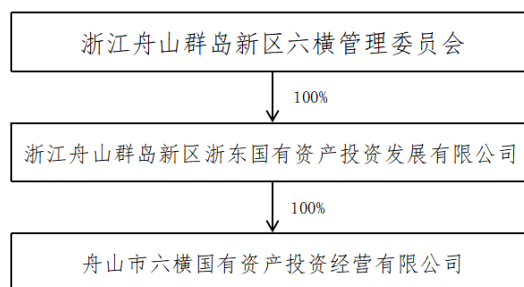 浙江舟山群岛新区六横管理委员会
100%
浙江舟山群岛新区浙东国有资产投资发展有限公司
100%
舟山市六横国有资产投资经营有限公司